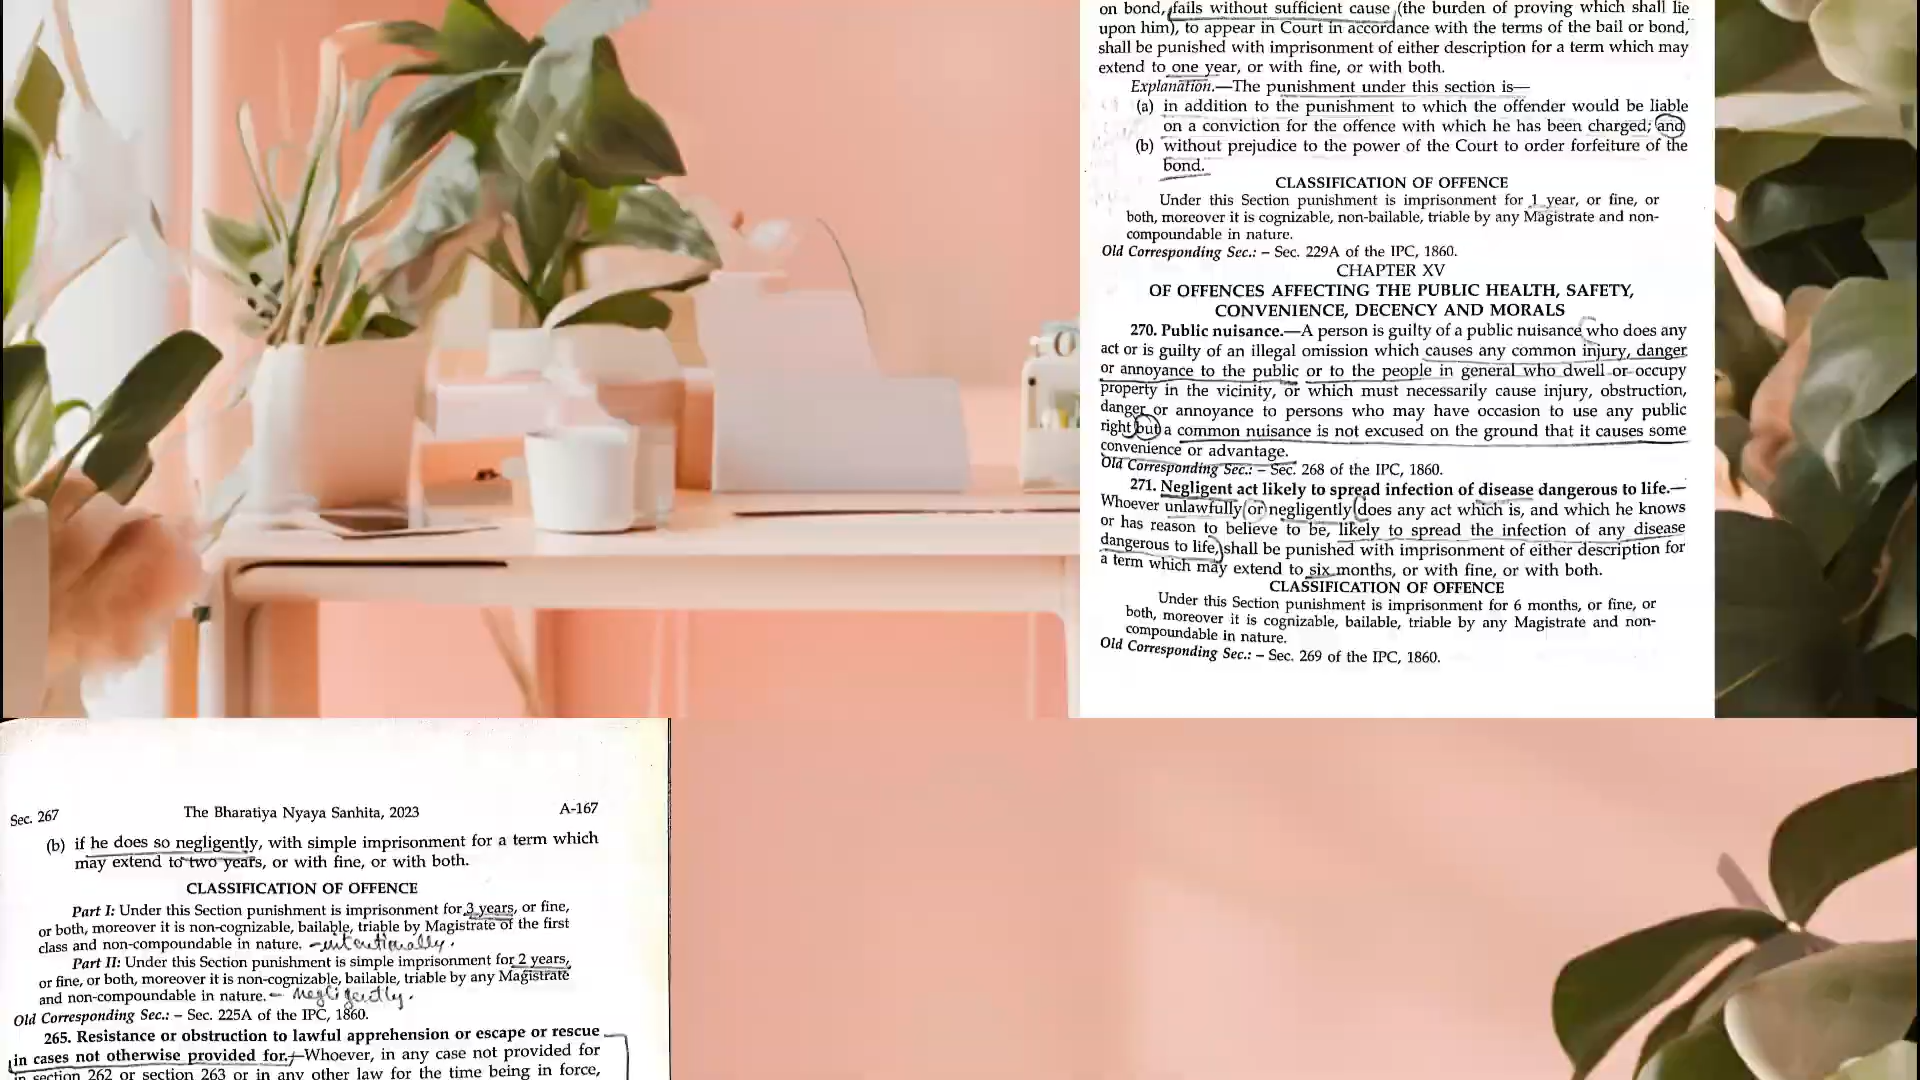 on bond, fails without sufficient cause (the burden of proving which shall lie
upon him), to appear in Court in accordance with the terms of the bail or bond,
shall be punished with imprisonment of either description for a term which may
extend to one year, or with fine, or with both.
Explanation.—The punishment under this section is—
(a) in addition to the punishment to which the offender would be liable
on a conviction for the offence with which he has been charged; and
(b) without prejudice to the power of the Court to order forfeiture of the
bond.
CLASSIFICATION OF OFFENCE
Under this Section punishment is imprisonment for 1 year, or fine, or
both, moreover it is cognizable, non-bailable, triable by any Magistrate and non-
compoundable in nature.
Old Corresponding Sec.: – Sec. 229A of the IPC, 1860.
CHAPTER XV
OF OFFENCES AFFECTING THE PUBLIC HEALTH, SAFETY,
CONVENIENCE, DECENCY AND MORALS
270. Public nuisance.—A person is guilty of a public nuisance who does any
act or is guilty of an illegal omission which causes any common injury, danger
or annoyance to the public or to the people in general who dwell or occupy
property in the vicinity, or which must necessarily cause injury, obstruction,
danger or annoyance to persons who may have occasion to use any public
right but a common nuisance is not excused on the ground that it causes some
convenience or advantage.
Old Corresponding Sec.: – Sec. 268 of the IPC, 1860.
271. Negligent act likely to spread infection of disease dangerous to life.—
Whoever unlawfully or negligently does any act which is, and which he knows
or has reason to believe to be, likely to spread the infection of any disease
dangerous to life, shall be punished with imprisonment of either description for
a term which may extend to six months, or with fine, or with both.
CLASSIFICATION OF OFFENCE
Under this Section punishment is imprisonment for 6 months, or fine, or
both, moreover it is cognizable, bailable, triable by any Magistrate and non-
compoundable in nature.
Old Corresponding Sec.: – Sec. 269 of the IPC, 1860.
Sec. 267 The Bharatiya Nyaya Sanhita, 2023 A-167
(b) if he does so negligently, with simple imprisonment for a term which
may extend to two years, or with fine, or with both.
CLASSIFICATION OF OFFENCE
Part I: Under this Section punishment is imprisonment for 3 years, or fine,
or both, moreover it is non-cognizable, bailable, triable by Magistrate of the first
class and non-compoundable in nature. – intentionally.
Part II: Under this Section punishment is simple imprisonment for 2 years,
or fine, or both, moreover it is non-cognizable, bailable, triable by any Magistrate
and non-compoundable in nature. – Negligently.
Old Corresponding Sec.: – Sec. 225A of the IPC, 1860.
265. Resistance or obstruction to lawful apprehension or escape or rescue
in cases not otherwise provided for.—Whoever, in any case not provided for
in section 262 or section 263 or in any other law for the time being in force,